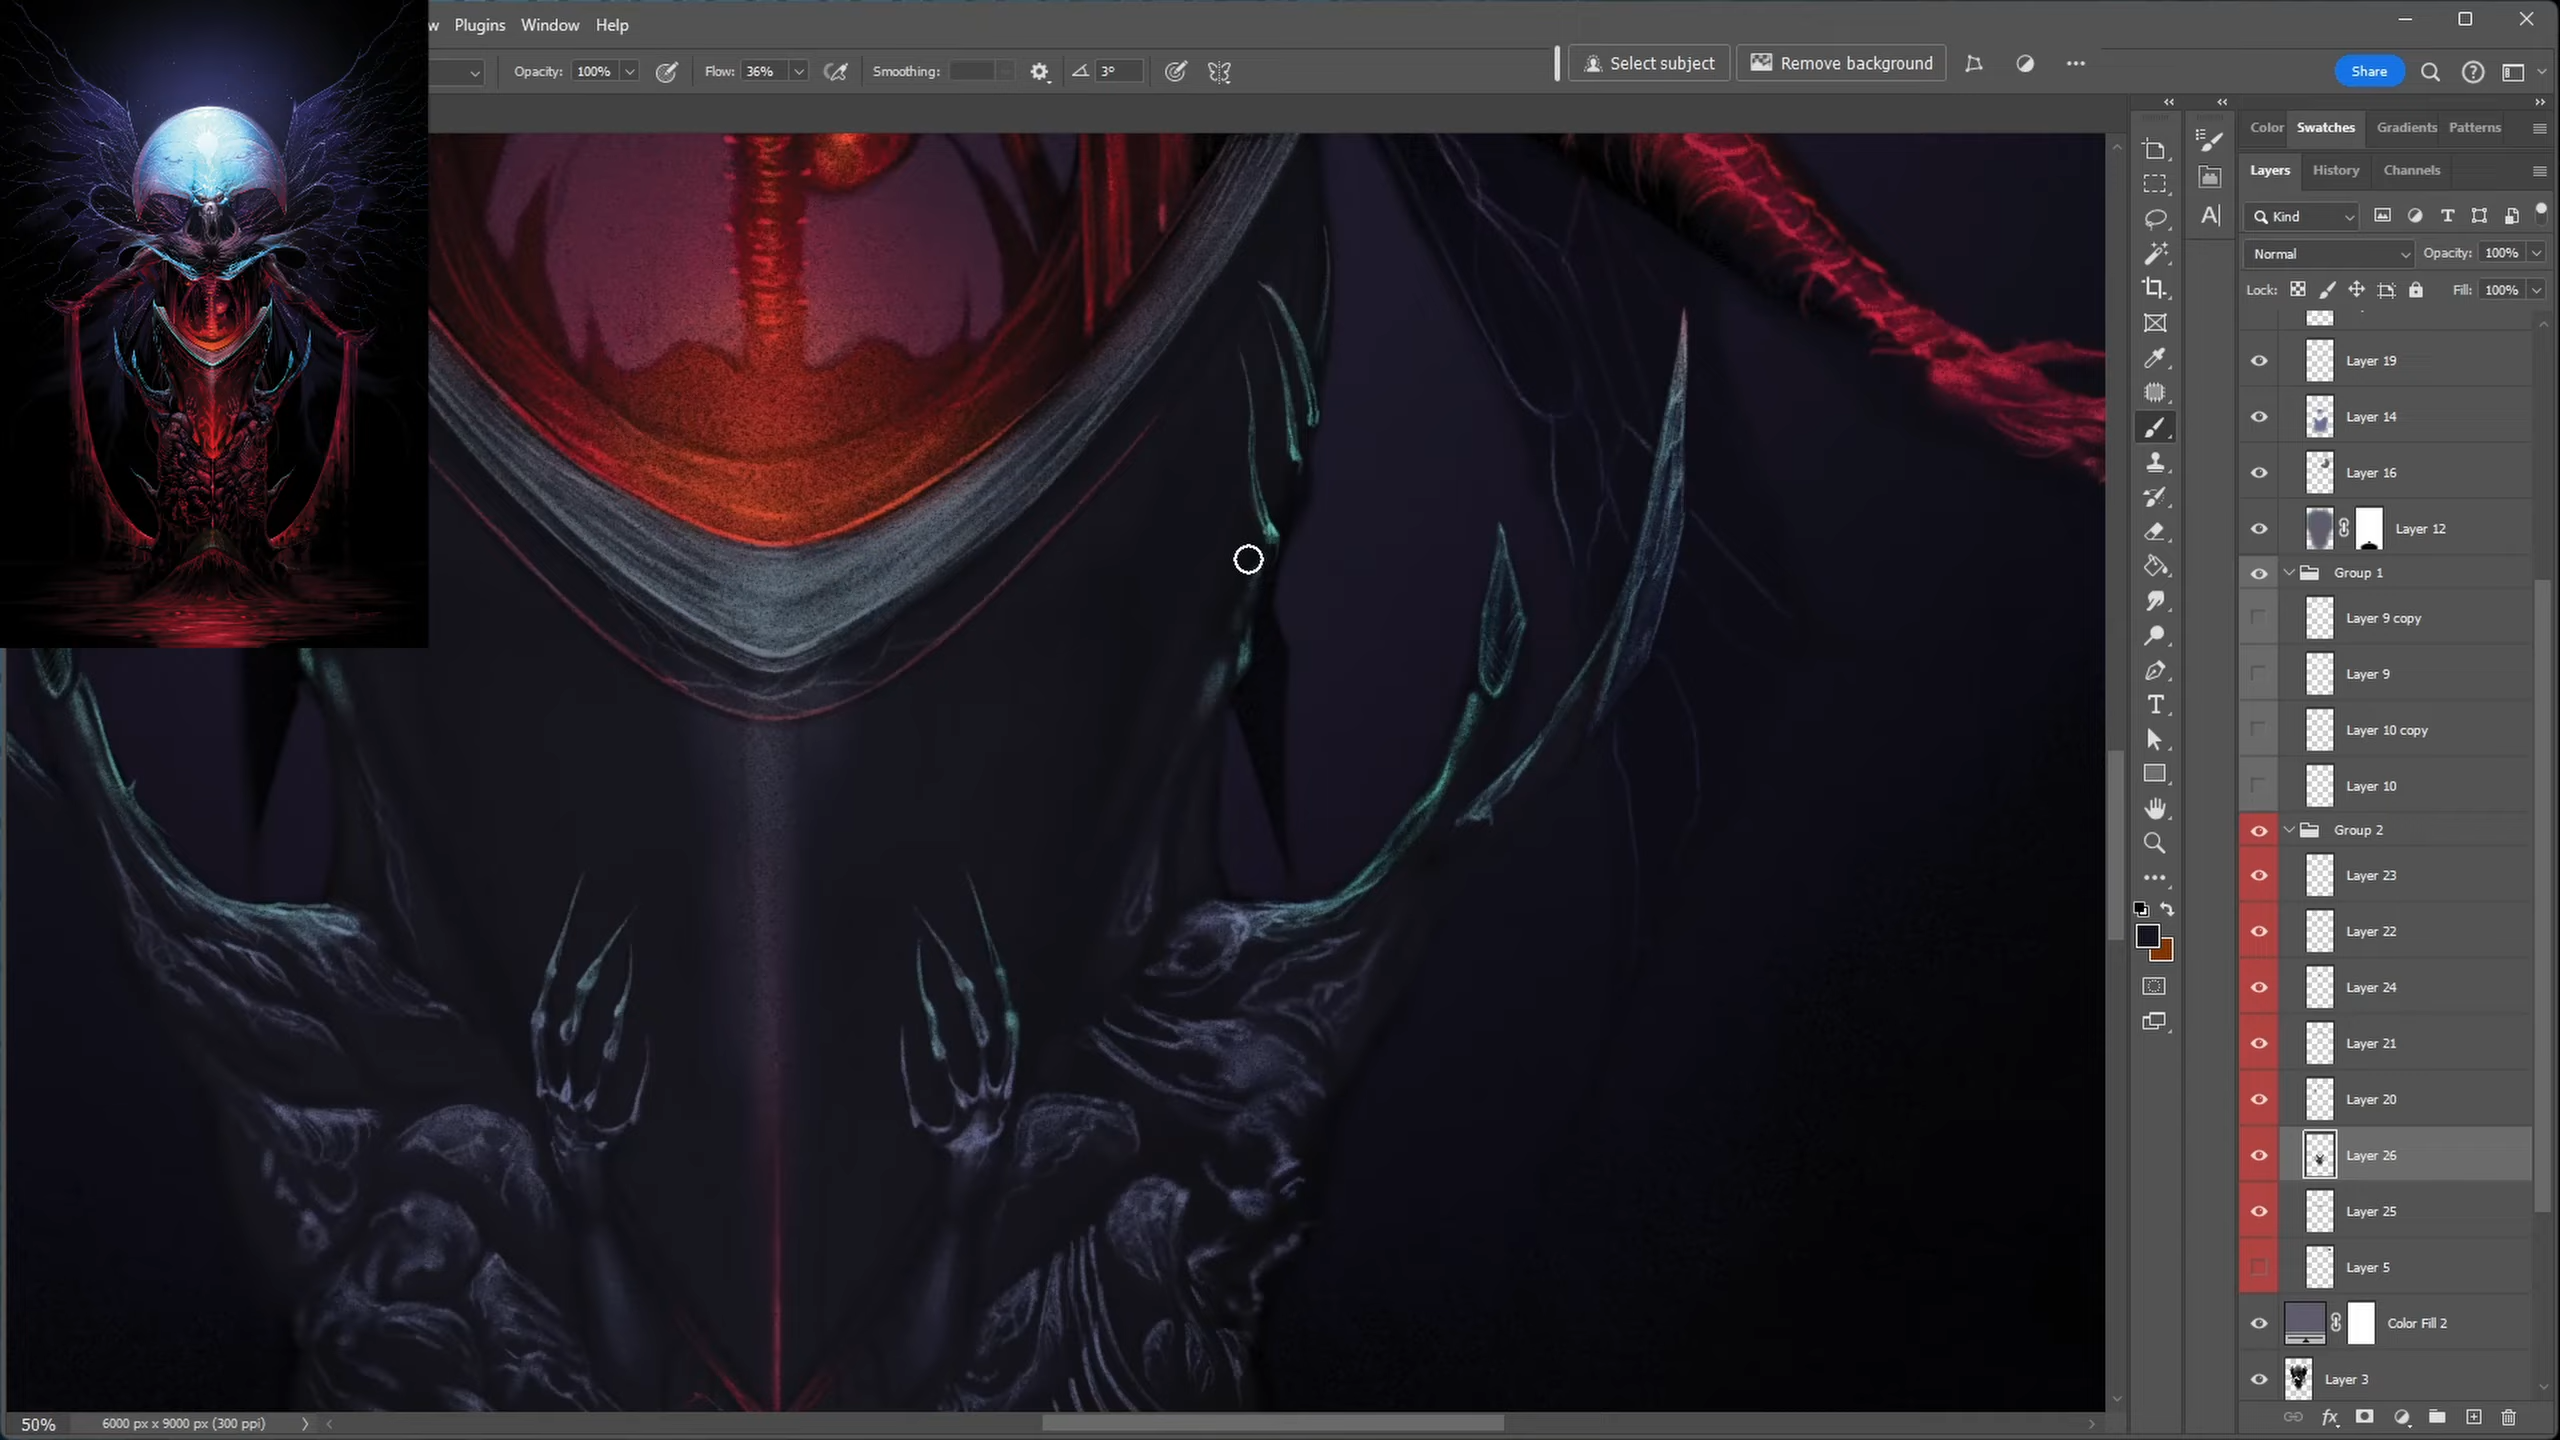 w Plugins Window Help
Select subject Remove background
Opacity: 100% Flow: 36% Smoothing: 3° Share
Color Swatches Gradients Patterns
Layers History Channels
Kind T
Normal Opacity: 100%
Lock: Fill: 100%
A
Layer 19
Layer 14
Layer 16
Layer 12
Group 1
Layer 9 copy
Layer 9
Layer 10 copy
Layer 10
Group 2
Layer 23
Layer 22
Layer 24
Layer 21
Layer 20
Layer 26
Layer 25
Layer 5
Color Fill 2
Layer 3
T
50% 6000 px x 9000 px (300 ppi)
fx